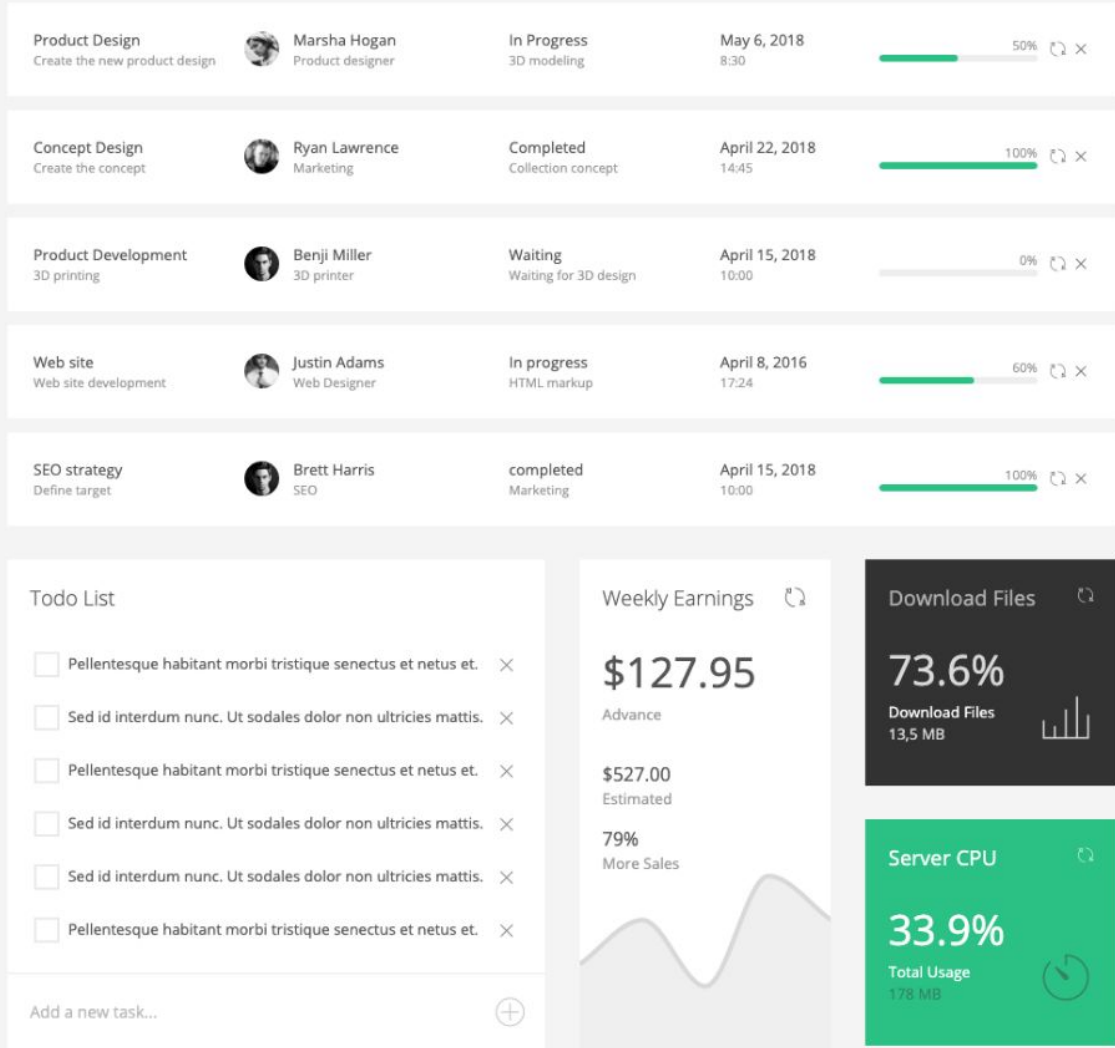 Product Design
Create the new product design
Marsha Hogan
Product designer
In Progress
3D modeling
May 6, 2018
8:30
50%
Concept Design
Create the concept
Ryan Lawrence
Marketing
Completed
Collection concept
April 22, 2018
14:45
100%
Product Development
3D printing
Benji Miller
3D printer
Waiting
Waiting for 3D design
April 15, 2018
10:00
0%
Web site
Web site development
Justin Adams
Web Designer
In progress
HTML markup
April 8, 2016
17:24
60%
SEO strategy
Define target
Brett Harris
SEO
completed
Marketing
April 15, 2018
10:00
100%
Todo List
Pellentesque habitant morbi tristique senectus et netus et.
Sed id interdum nunc. Ut sodales dolor non ultricies mattis.
Pellentesque habitant morbi tristique senectus et netus et.
Sed id interdum nunc. Ut sodales dolor non ultricies mattis.
Sed id interdum nunc. Ut sodales dolor non ultricies mattis.
Pellentesque habitant morbi tristique senectus et netus et.
Add a new task...
Weekly Earnings
$127.95
Advance
$527.00
Estimated
79%
More Sales
Download Files
73.6%
Download Files
13,5 MB
Server CPU
33.9%
Total Usage
178 MB